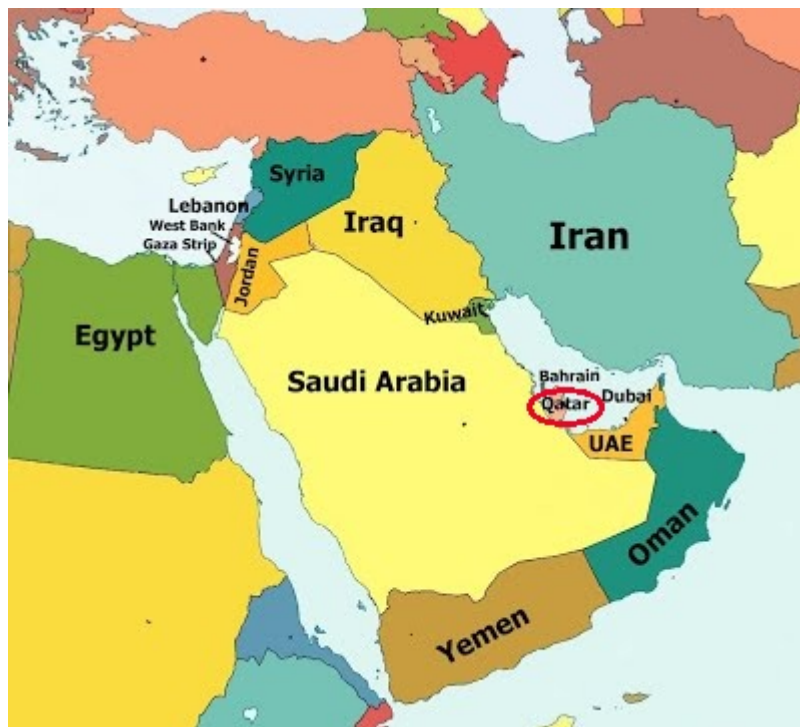 Syria
Lebanon
West Bank
Gaza Strip
Iraq
Iran
Jordan
Kuwait
Egypt
Saudi Arabia
Bahrain
Qatar
Dubai
UAE
Oman
Yemen